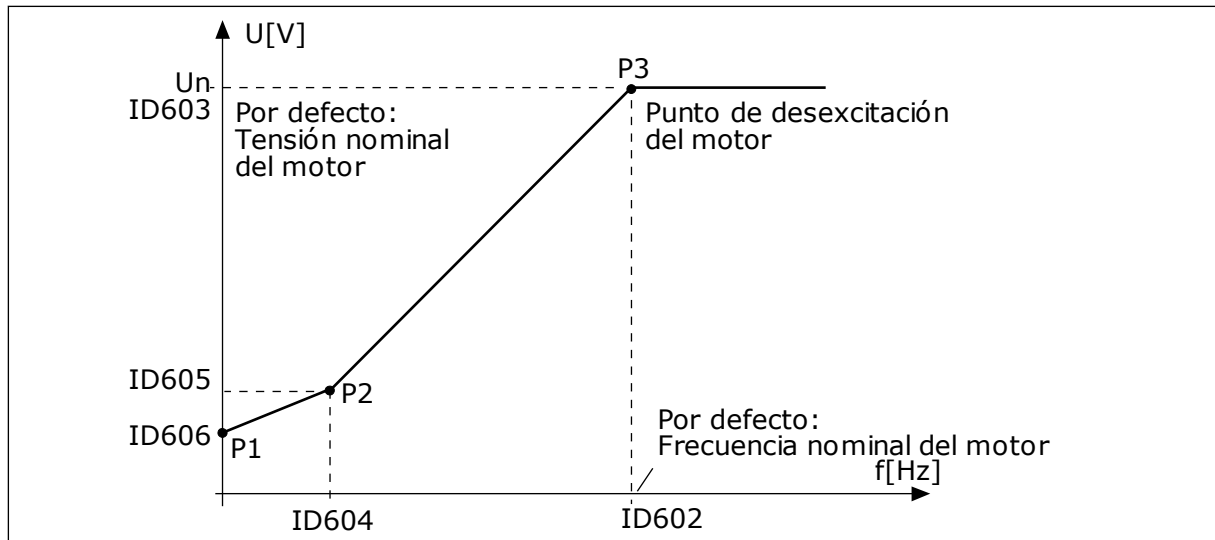 U[V]
P3
Un
ID603
Por defecto:
Tensión nominal
del motor
Punto de desexcitación
del motor
ID605
P2
ID606
P1
Por defecto:
Frecuencia nominal del motor
f[Hz]
ID604
ID602